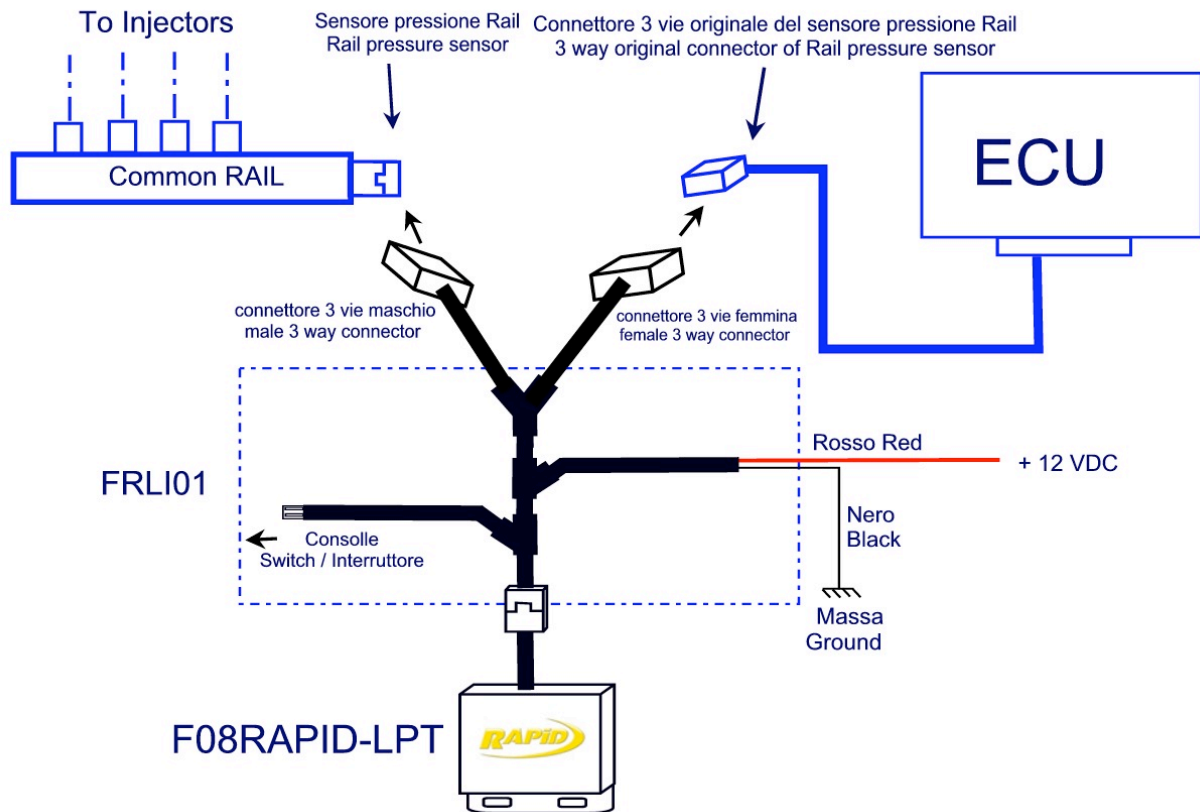 To Injectors
Sensore pressione Rail
Rail pressure sensor
Connettore 3 vie originale del sensore pressione Rail
3 way original connector of Rail pressure sensor
Common RAIL
ECU
connettore 3 vie maschio
male 3 way connector
connettore 3 vie femmina
female 3 way connector
FRLI01
Rosso Red
+ 12 VDC
Consolle
Switch / Interruttore
Nero
Black
Massa
Ground
F08RAPID-LPT
RAPiD